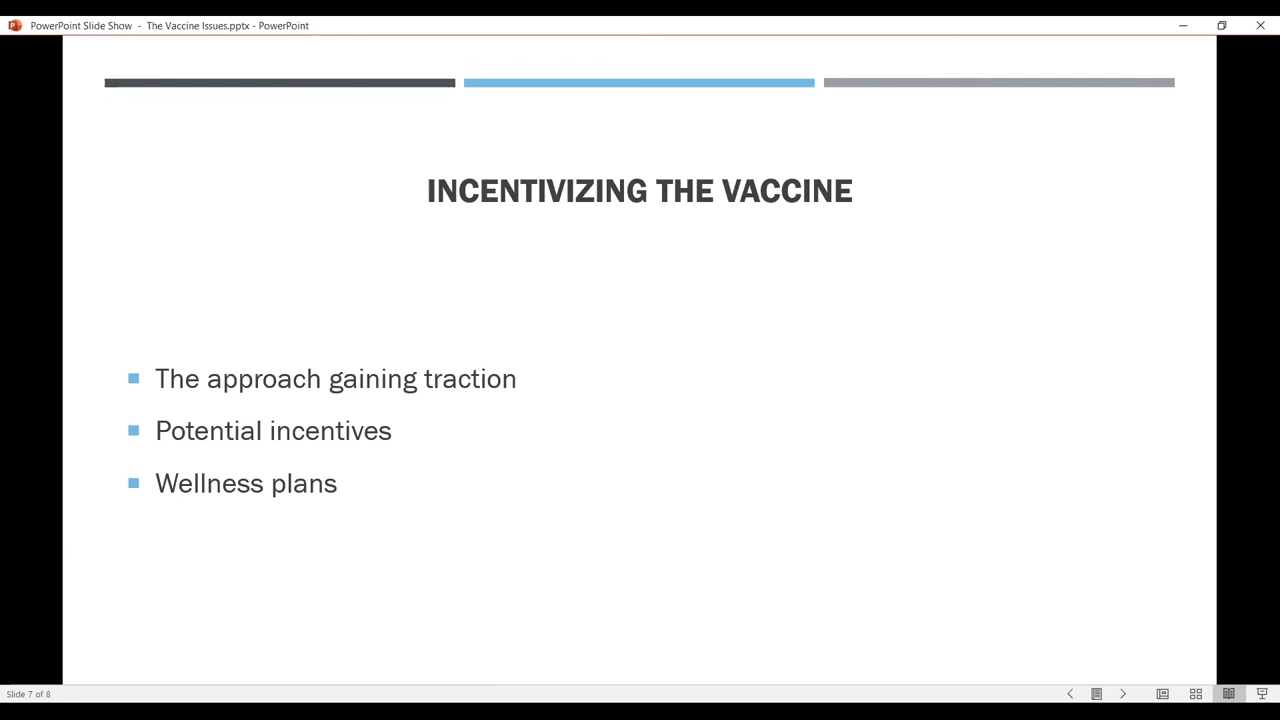 PowerPoint Slide Show - The Vaccine Issues.pptx - PowerPoint
INCENTIVIZING THE VACCINE
The approach gaining traction
Potential incentives
Wellness plans
Slide 7 of 8